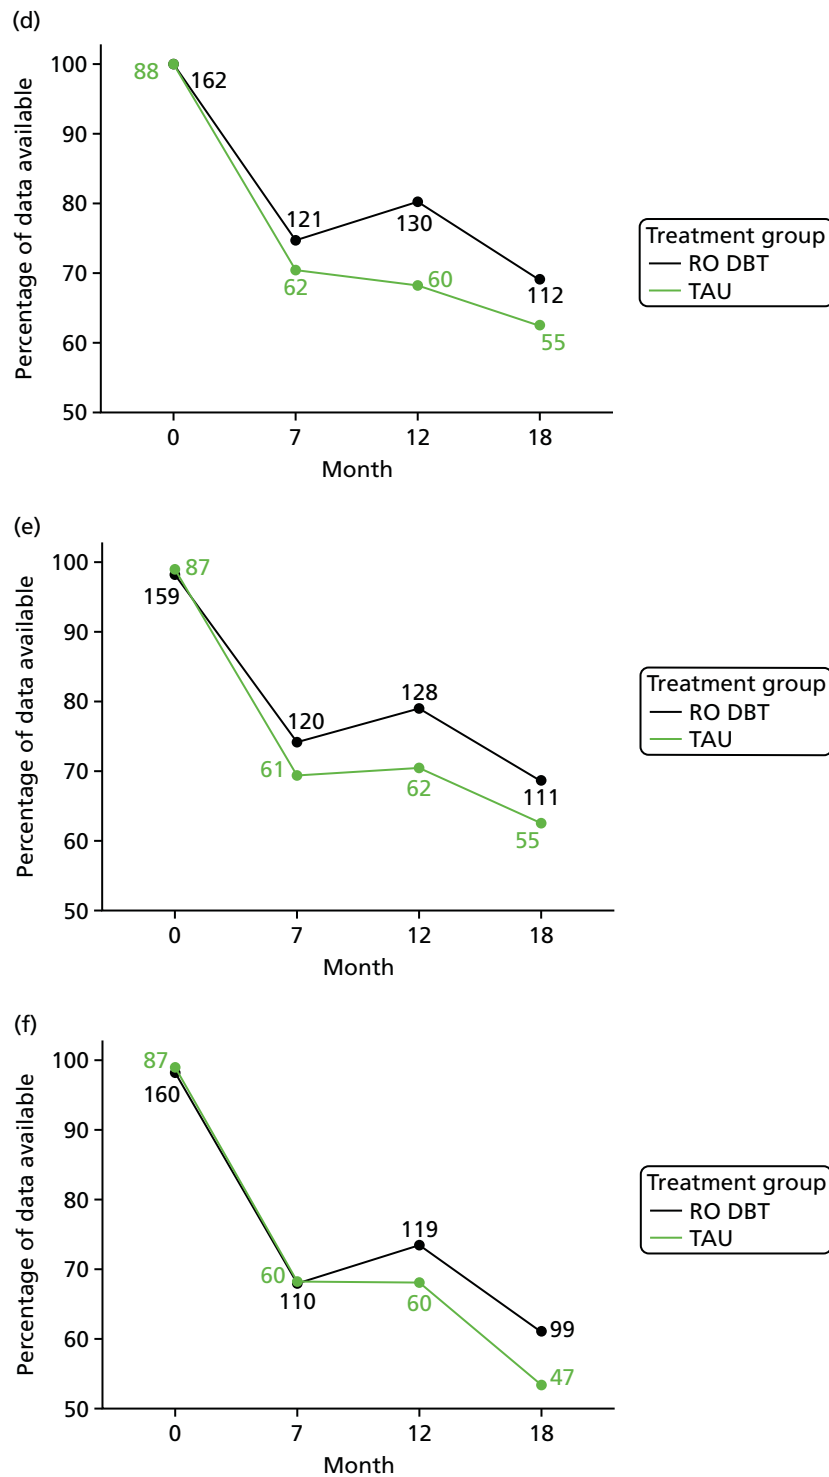 (d)
Percentage of data available
100
90
80
70
60
50
88
162
121
62
130
60
112
55
0 7 12 18
Month
Treatment group
RO DBT
TAU
(e)
Percentage of data available
100
90
80
70
60
50
87
159
120
61
128
62
111
55
0 7 12 18
Month
Treatment group
RO DBT
TAU
(f)
Percentage of data available
100
90
80
70
60
50
87
160
60
110
119
60
99
47
0 7 12 18
Month
Treatment group
RO DBT
TAU